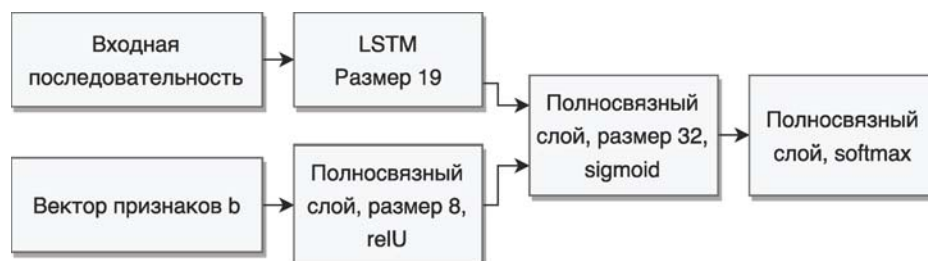 Входная
последовательность
LSTM
Размер 19
Вектор признаков b
Полносвязный
слой, размер 8,
relU
Полносвязный
слой, размер 32,
sigmoid
Полносвязный
слой, softmax